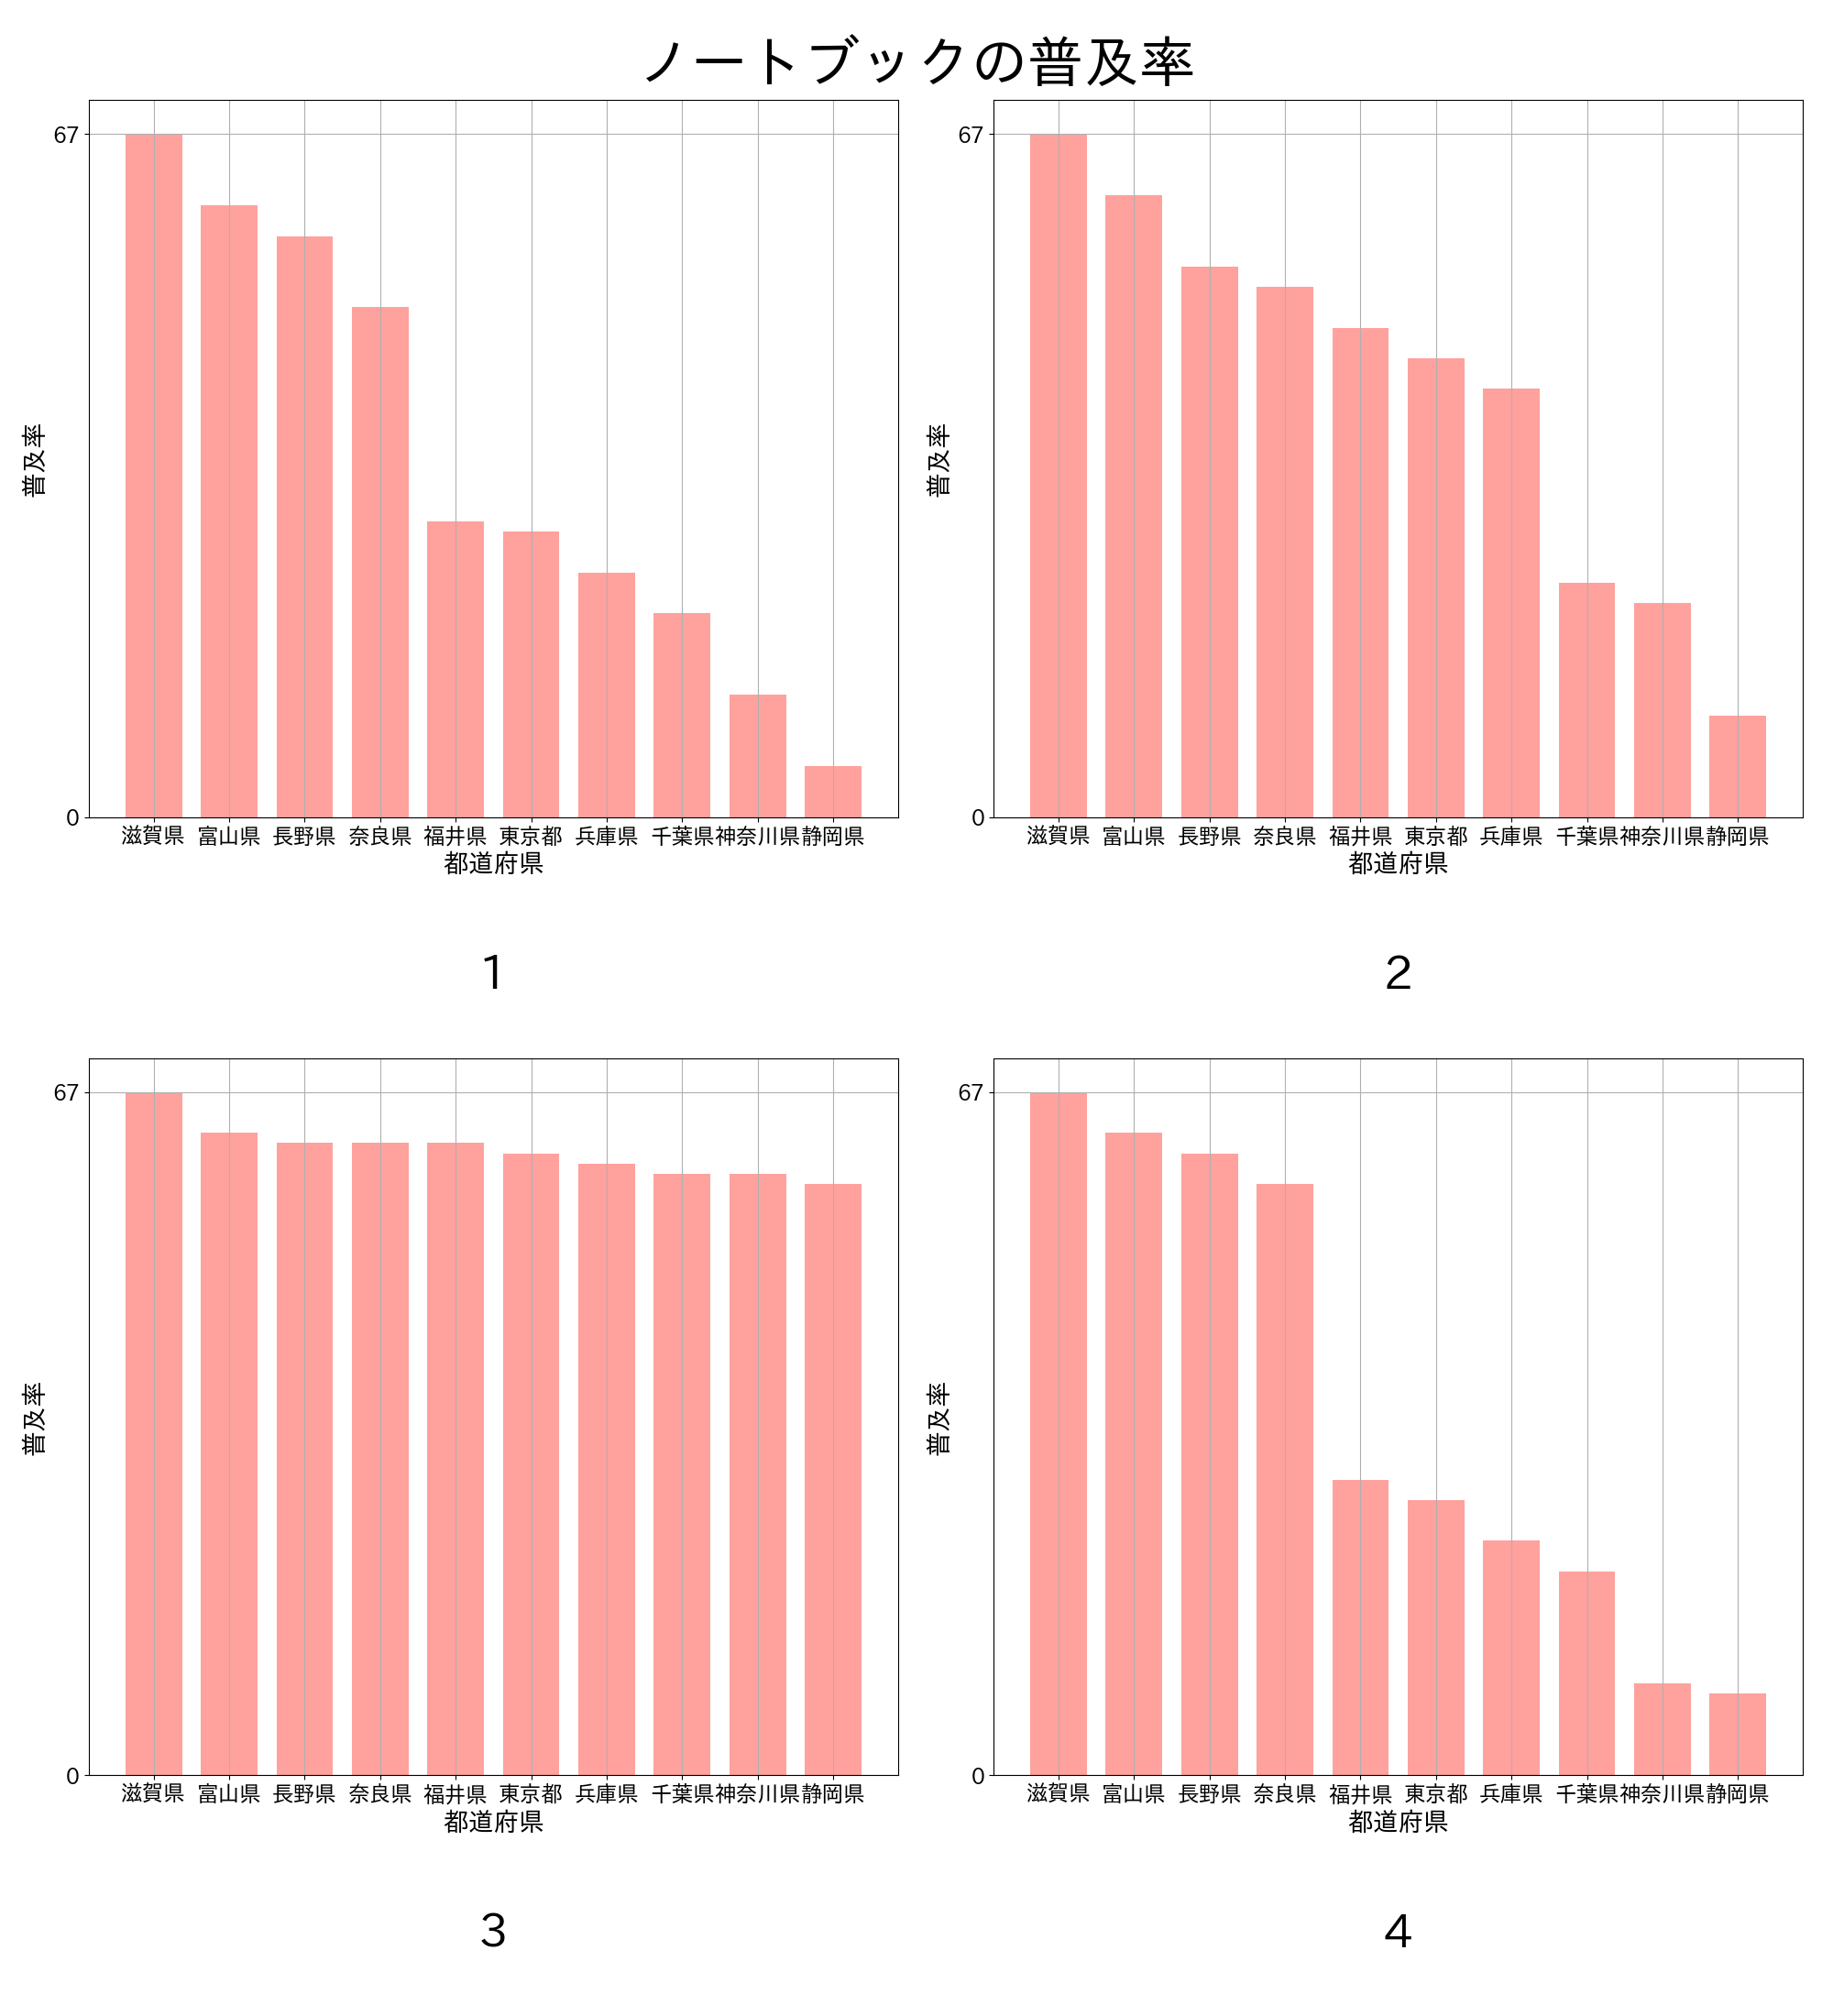 ノートブックの普及率
67
普及率
0
滋賀県 富山県 長野県 奈良県 福井県 東京都 兵庫県 千葉県 神奈川県 静岡県
都道府県
1
67
普及率
0
滋賀県 富山県 長野県 奈良県 福井県 東京都 兵庫県 千葉県 神奈川県 静岡県
都道府県
2
67
普及率
0
滋賀県 富山県 長野県 奈良県 福井県 東京都 兵庫県 千葉県 神奈川県 静岡県
都道府県
3
67
普及率
0
滋賀県 富山県 長野県 奈良県 福井県 東京都 兵庫県 千葉県 神奈川県 静岡県
都道府県
4